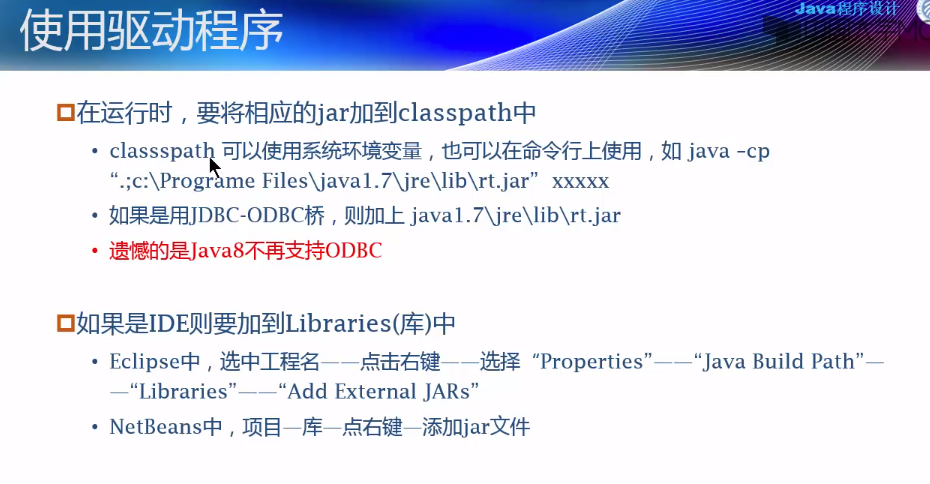 Java程序设计
使用驱动程序
在运行时，要将相应的jar加到classpath中
• classspath 可以使用系统环境变量，也可以在命令行上使用，如 java –cp
“.;c:\Programe Files\java1.7\jre\lib\rt.jar” xxxxx
• 如果是用JDBC-ODBC桥，则加上 java1.7\jre\lib\rt.jar
• 遗憾的是Java8不再支持ODBC
如果是IDE则要加到Libraries(库)中
• Eclipse中，选中工程名——点击右键——选择“Properties”——“Java Build Path”—
—“Libraries”——“Add External JARs”
• NetBeans中，项目—库—点右键—添加jar文件